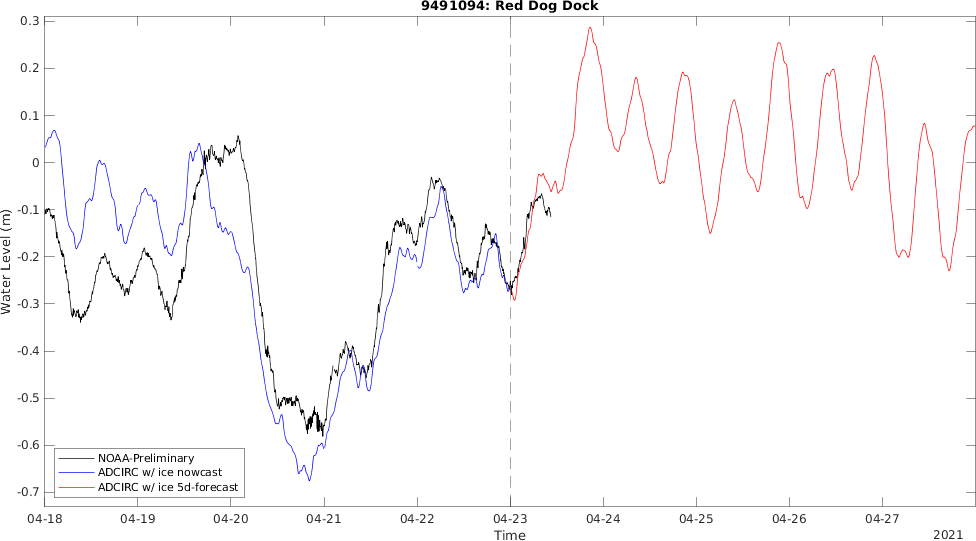 9491094: Red Dog Dock
0.3
0.2
0.1
0
-0.1
-0.2
-0.3
-0.4
-0.5
-0.6
-0.7
Water Level (m)
NOAA-Preliminary
ADCIRC w/ ice nowcast
ADCIRC w/ ice 5d-forecast
04-18 04-19 04-20 04-21 04-22 04-23 04-24 04-25 04-26 04-27
Time
2021